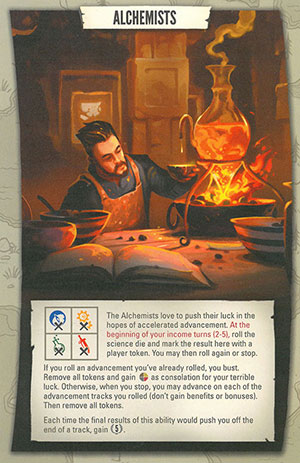 ALCHEMISTS
The Alchemists love to push their luck in the
hopes of accelerated advancement. At the
beginning of your income turns (2-5), roll the
science die and mark the result here with a
player token. You may then roll again or stop.
If you roll an advancement you've already rolled, you bust.
Remove all tokens and gain as consolation for your terrible
luck. Otherwise, when you stop, you may advance on each of the
advancement tracks you rolled (don't gain benefits or bonuses).
Then remove all tokens.
Each time the final results of this ability would push you off the
end of a track, gain 5.